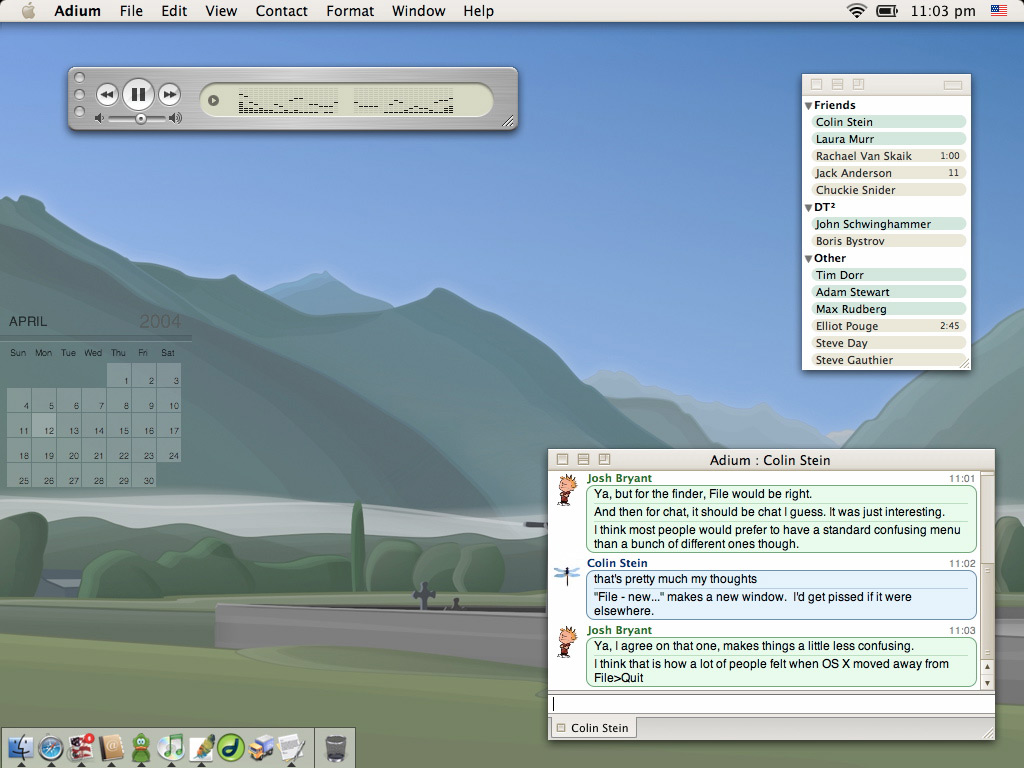 Adium File Edit View Contact Format Window Help 11:03 pm
Friends
Colin Stein
Laura Murr
Rachael Van Skaik 1:00
Jack Anderson 11
Chuckie Snider
DT²
John Schwinghammer
Boris Bystrov
Other
Tim Dorr
Adam Stewart
Max Rudberg
Elliot Pouge 2:45
Steve Day
Steve Gauthier
APRIL 2004
Sun Mon Tue Wed Thu Fri Sat
1 2 3
4 5 6 7 8 9 10
11 12 13 14 15 16 17
18 19 20 21 22 23 24
25 26 27 28 29 30
Adium : Colin Stein
Josh Bryant 11:01
Ya, but for the finder, File would be right.
And then for chat, it should be chat I guess. It was just interesting.
I think most people would prefer to have a standard confusing menu
than a bunch of different ones though.
Colin Stein 11:02
that's pretty much my thoughts
"File - new..." makes a new window. I'd get pissed if it were
elsewhere.
Josh Bryant 11:03
Ya, I agree on that one, makes things a little less confusing.
I think that is how a lot of people felt when OS X moved away from
File>Quit
Colin Stein